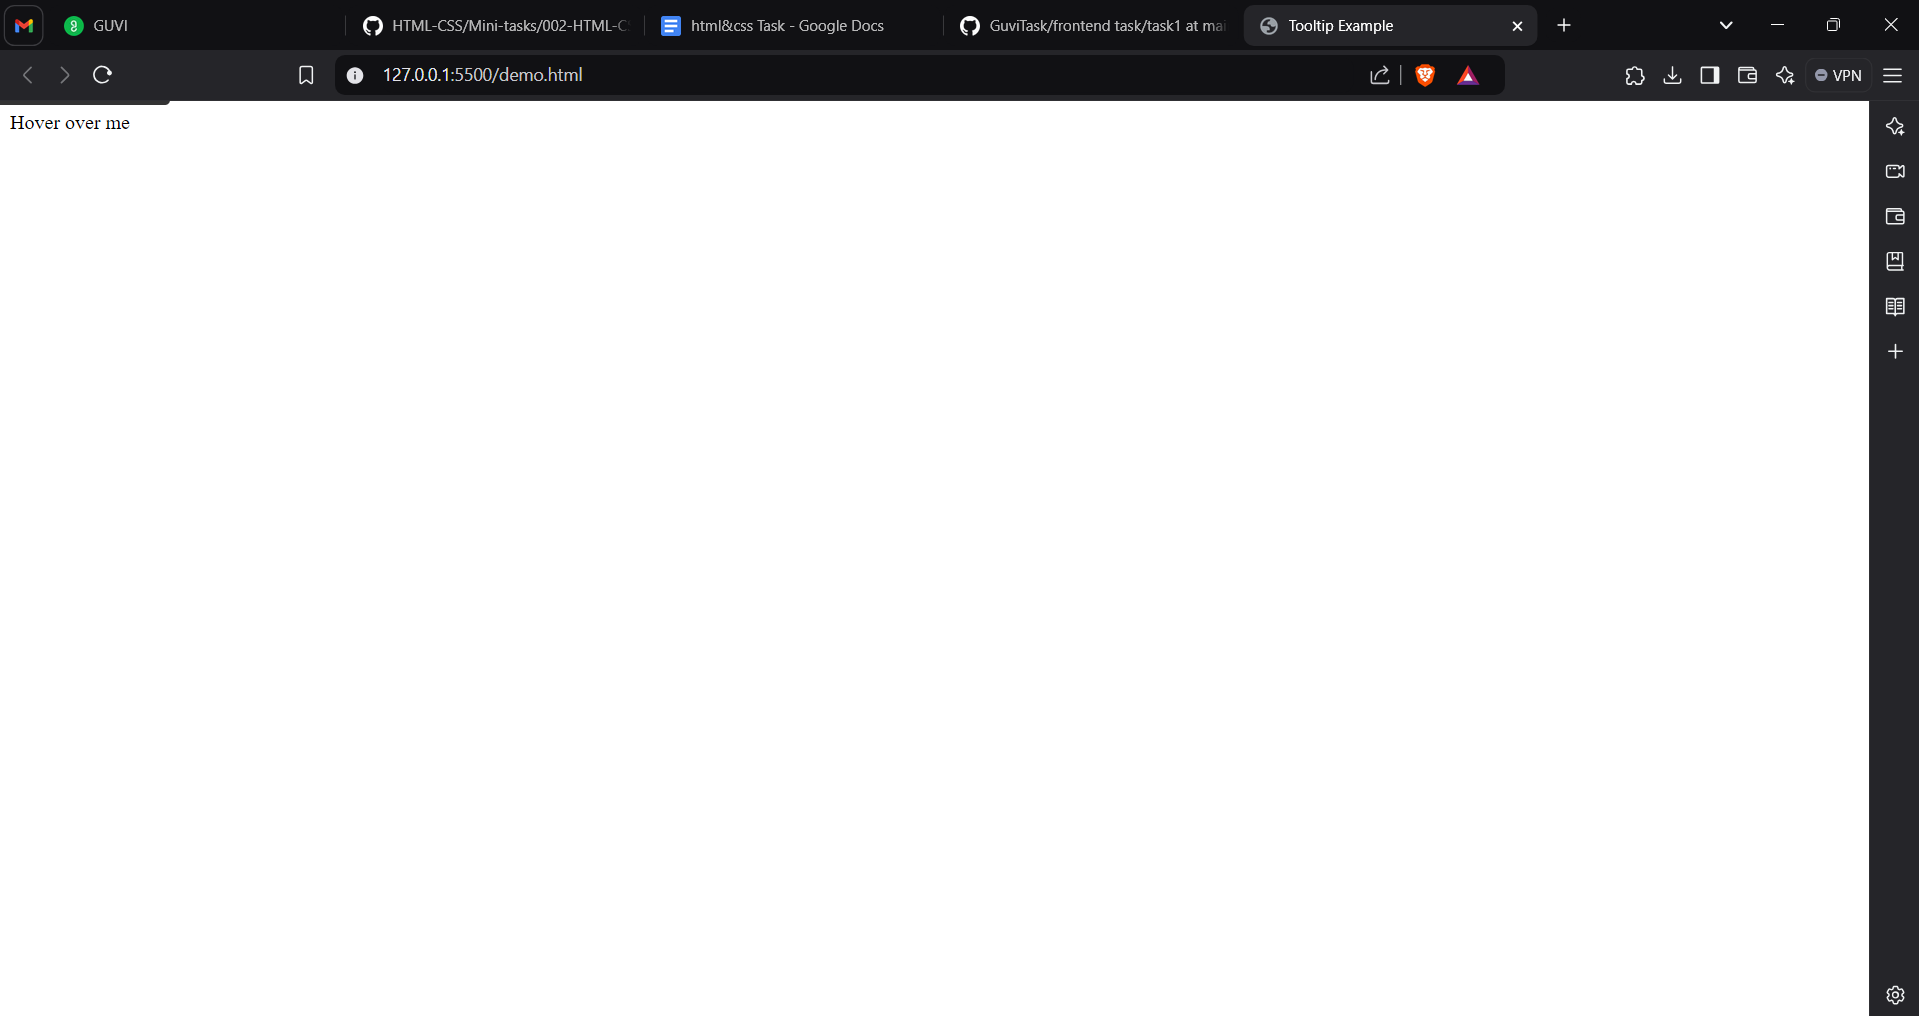 GUVI
HTML-CSS/Mini-tasks/002-HTML-C
html&css Task - Google Docs
GuviTask/frontend task/task1 at mai
Tooltip Example
127.0.0.1:5500/demo.html
VPN
Hover over me